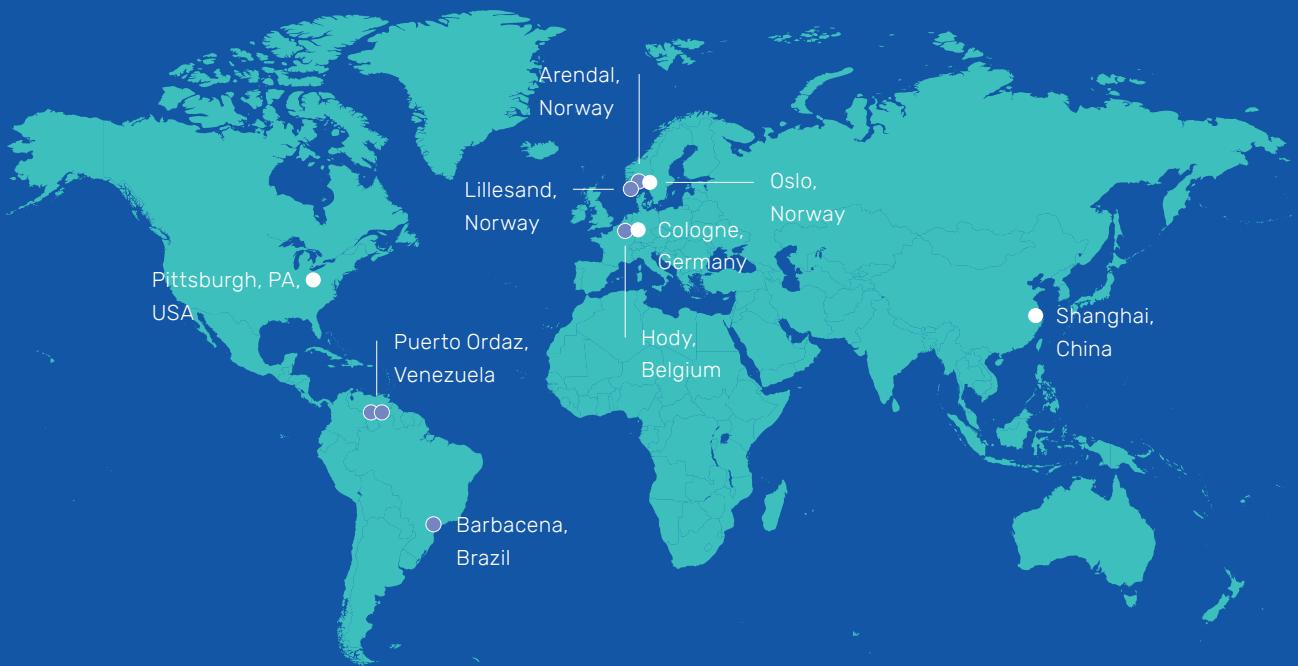 Arendal,
Norway
Lillesand,
Norway
Oslo,
Norway
Cologne,
Germany
Pittsburgh, PA,
USA
Hody,
Belgium
Shanghai,
China
Puerto Ordaz,
Venezuela
Barbacena,
Brazil